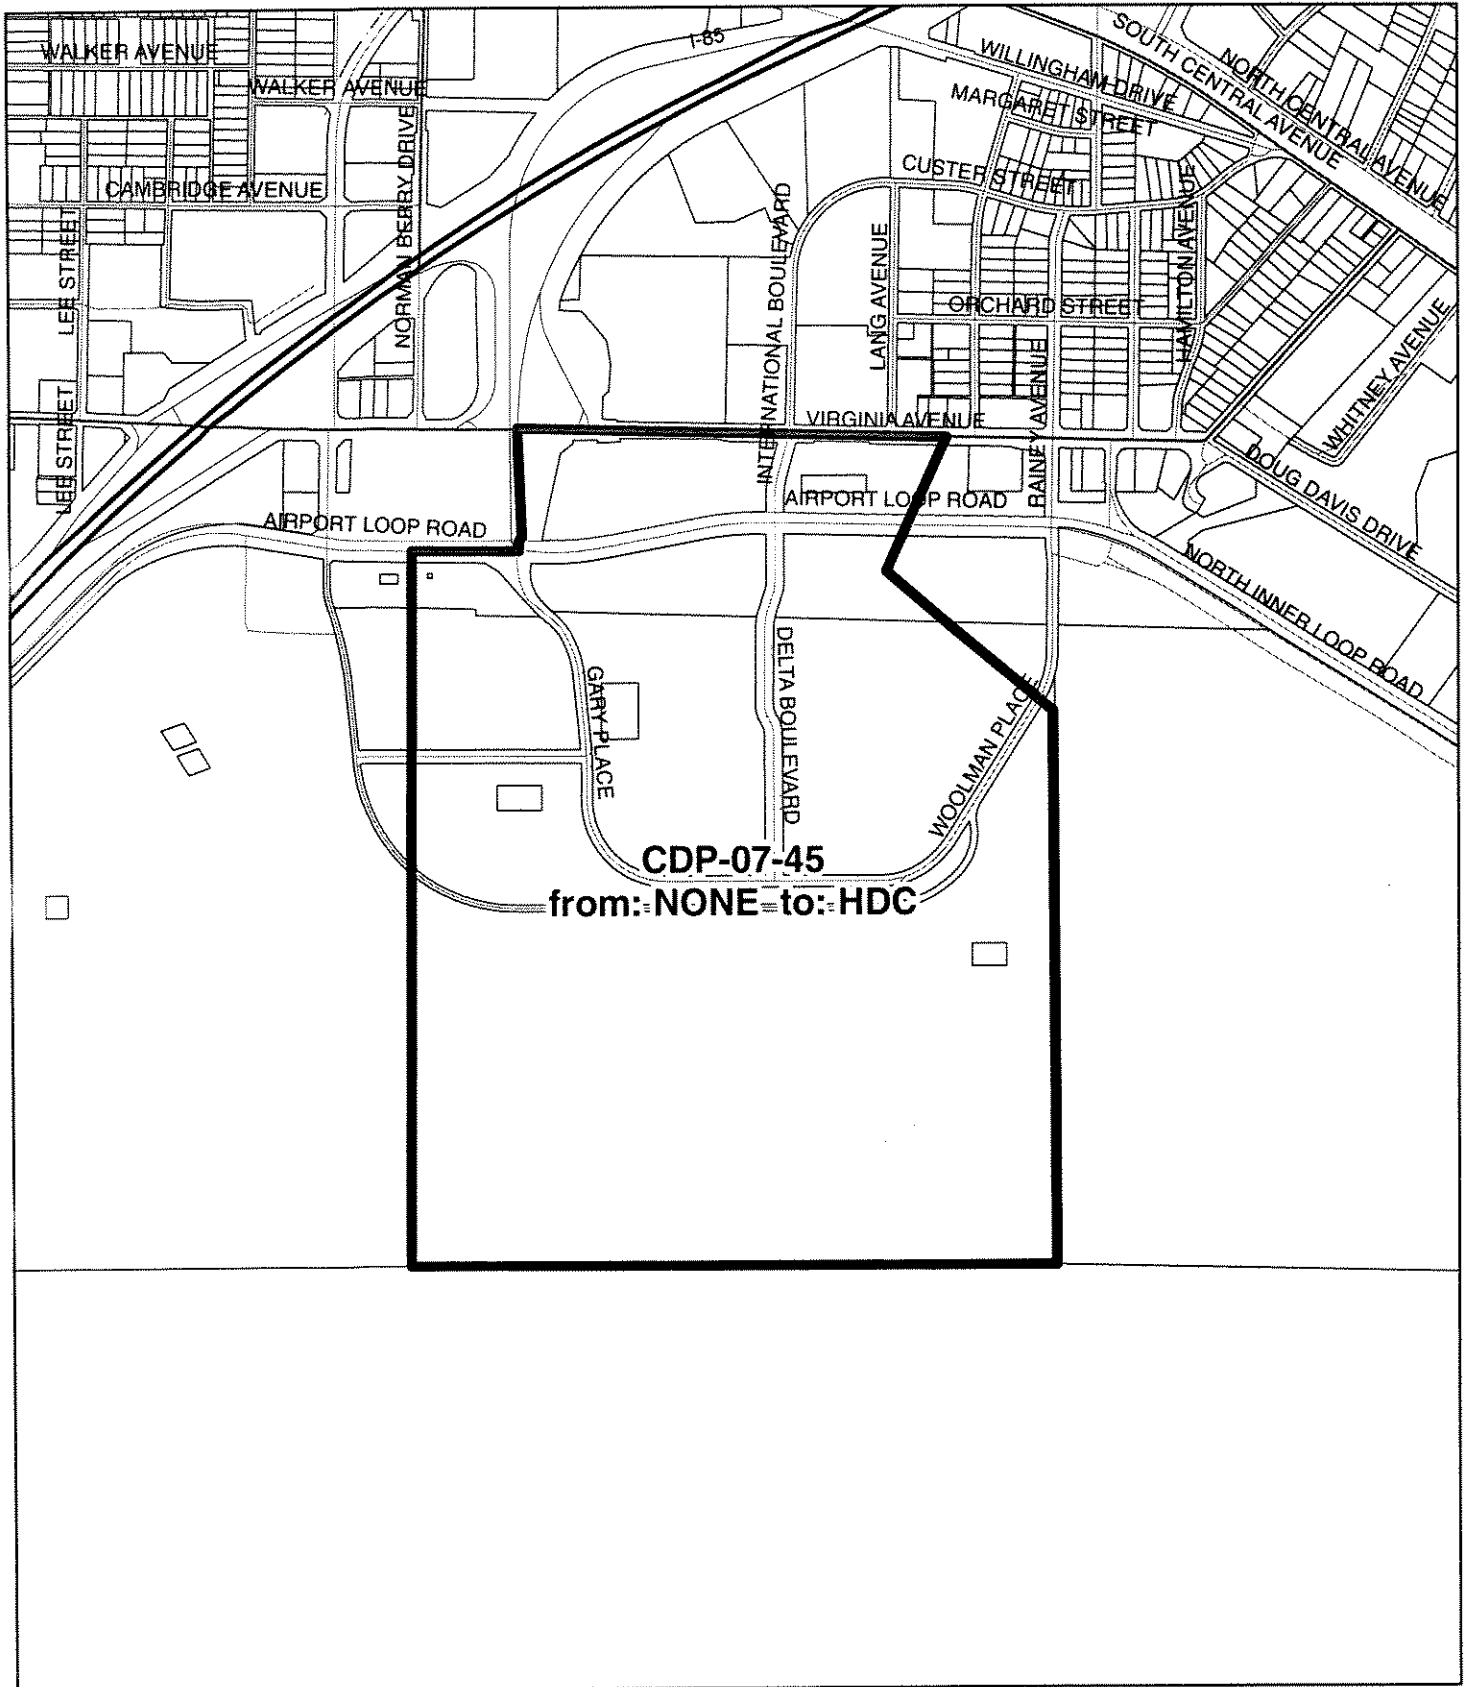 I-85
SOUTH CENTRAL AVENUE
NORTH CENTRAL AVENUE
WALKER AVENUE
WALKER AVENUE
WILLINGHAM DRIVE
MARGARET STREET
CAMBRIDGE AVENUE
NORMAN BERRY DRIVE
CUSTER STREET
HAMILTON AVENUE
LEE STREET
INTERNATIONAL BOULEVARD
LANG AVENUE
ORCHARD STREET
WHITNEY AVENUE
LEE STREET
LEE STREET
VIRGINIA AVENUE
RAINEY AVENUE
DOUG DAVIS DRIVE
AIRPORT LOOP ROAD
AIRPORT LOOP ROAD
NORTH INNER LOOP ROAD
GARY PLACE
DELTA BOULEVARD
WOOLMAN PLACE
CDP-07-45
from: NONE to: HDC